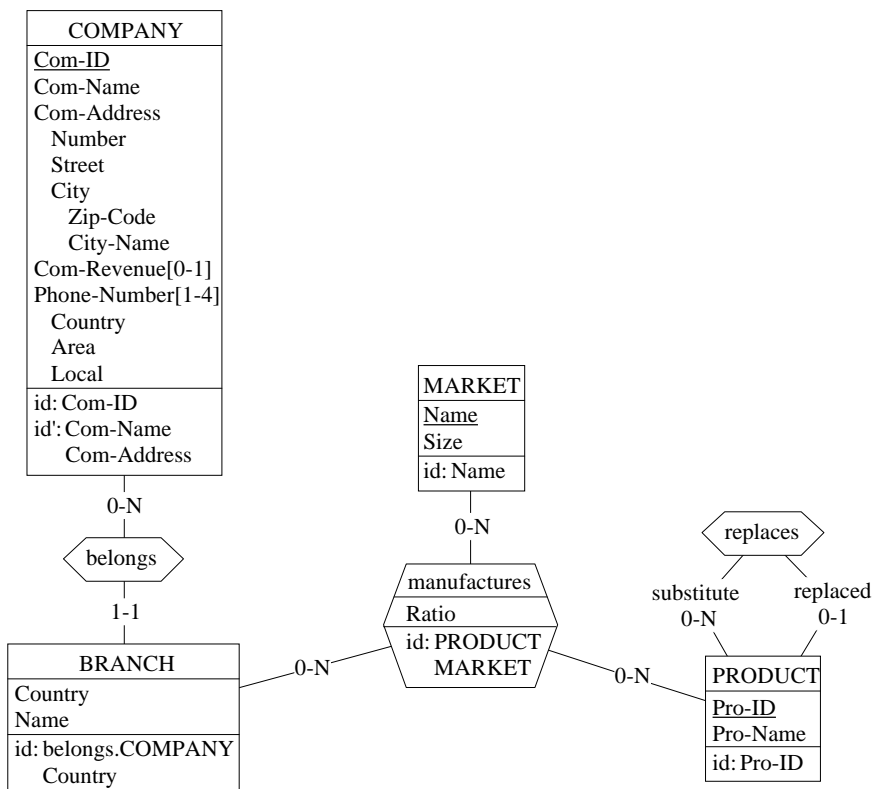 COMPANY
Com-ID
Com-Name
Com-Address
Number
Street
City
Zip-Code
City-Name
Com-Revenue[0-1]
Phone-Number[1-4]
Country
Area
Local
id: Com-ID
id': Com-Name
Com-Address
0-N
belongs
1-1
BRANCH
Country
Name
id: belongs.COMPANY
Country
0-N
MARKET
Name
Size
id: Name
0-N
manufactures
Ratio
id: PRODUCT
MARKET
0-N
replaces
substitute
0-N
replaced
0-1
PRODUCT
Pro-ID
Pro-Name
id: Pro-ID